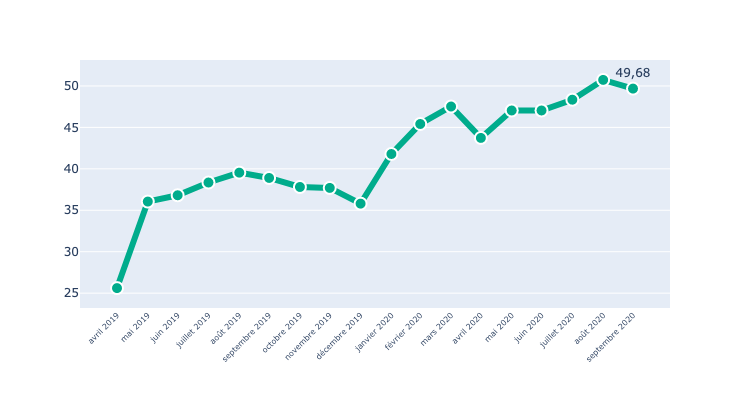 49,68
50
45
40
35
30
25
avril 2019
mai 2019
juin 2019
juillet 2019
août 2019
septembre 2019
octobre 2019
novembre 2019
décembre 2019
janvier 2020
février 2020
mars 2020
avril 2020
mai 2020
juin 2020
juillet 2020
août 2020
septembre 2020